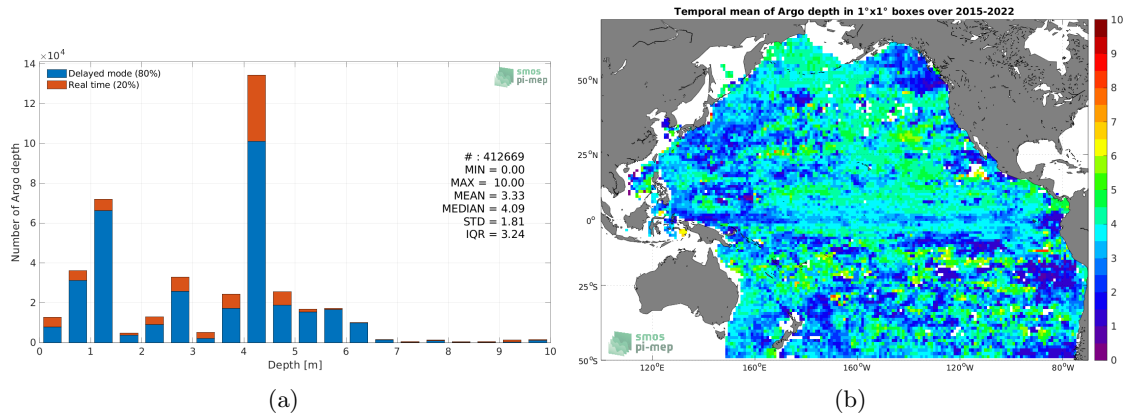 ×10⁴
14
12
10
8
6
4
2
0
Number of Argo depth
Delayed mode (80%)
Real time (20%)
smos
pi-mep
# : 412669
MIN = 0.00
MAX = 10.00
MEAN = 3.33
MEDIAN = 4.09
STD = 1.81
IQR = 3.24
0 1 2 3 4 5 6 7 8 9 10
Depth [m]
(a)
Temporal mean of Argo depth in 1°x1° boxes over 2015-2022
50°N
25°N
0°
25°S
50°S
smos
pi-mep
120°E 160°E 160°W 120°W 80°W
10
9
8
7
6
5
4
3
2
1
0
(b)